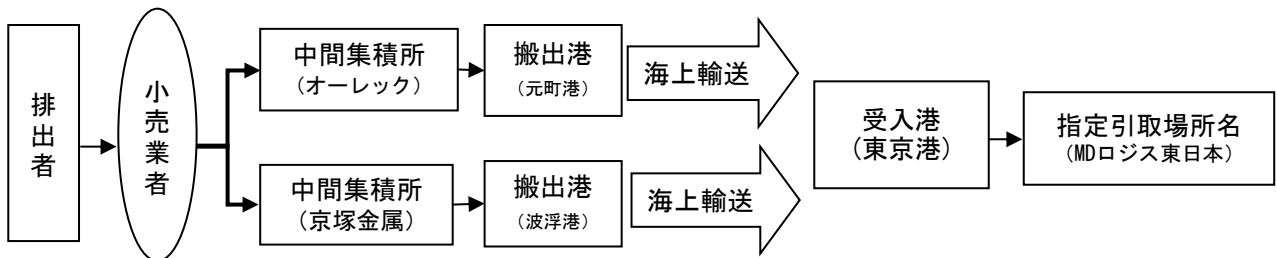 排出者
小売業者
中間集積所
（オーレック）
搬出港
（元町港）
海上輸送
中間集積所
（京塚金属）
搬出港
（波浮港）
海上輸送
受入港
（東京港）
指定引取場所名
（MDロジス東日本）